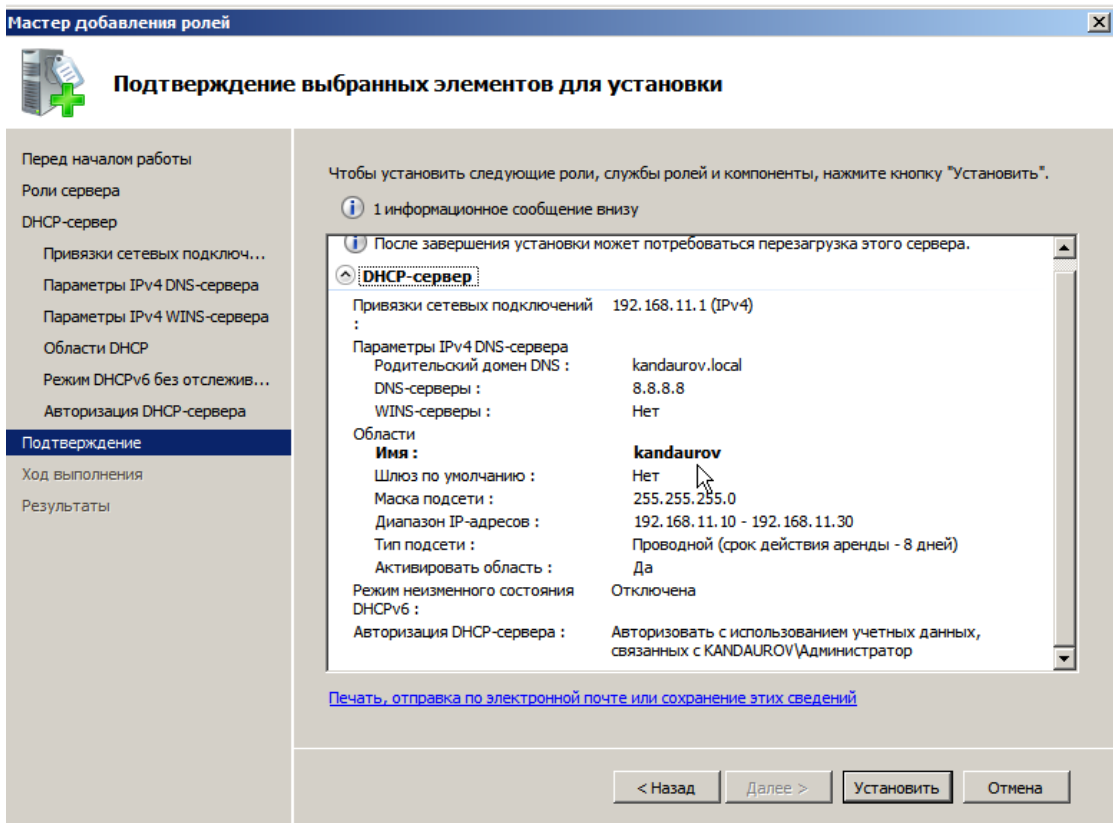 Мастер добавления ролей
Подтверждение выбранных элементов для установки
Перед началом работы
Роли сервера
DHCP-сервер
Привязки сетевых подключ...
Параметры IPv4 DNS-сервера
Параметры IPv4 WINS-сервера
Области DHCP
Режим DHCPv6 без отслежив...
Авторизация DHCP-сервера
Подтверждение
Ход выполнения
Результаты
Чтобы установить следующие роли, службы ролей и компоненты, нажмите кнопку "Установить".
1 информационное сообщение внизу
После завершения установки может потребоваться перезагрузка этого сервера.
DHCP-сервер
Привязки сетевых подключений : 192.168.11.1 (IPv4)
Параметры IPv4 DNS-сервера
Родительский домен DNS : kandaurov.local
DNS-серверы : 8.8.8.8
WINS-серверы : Нет
Области
Имя : kandaurov
Шлюз по умолчанию : Нет
Маска подсети : 255.255.255.0
Диапазон IP-адресов : 192.168.11.10 - 192.168.11.30
Тип подсети : Проводной (срок действия аренды - 8 дней)
Активировать область : Да
Режим неизменного состояния Отключена
DHCPv6 :
Авторизация DHCP-сервера : Авторизовать с использованием учетных данных,
связанных с KANDAUROV\Администратор
Печать, отправка по электронной почте или сохранение этих сведений
< Назад Далее > Установить Отмена